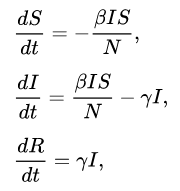 dS/dt = −βIS/N,
dI/dt = βIS/N − γI,
dR/dt = γI,